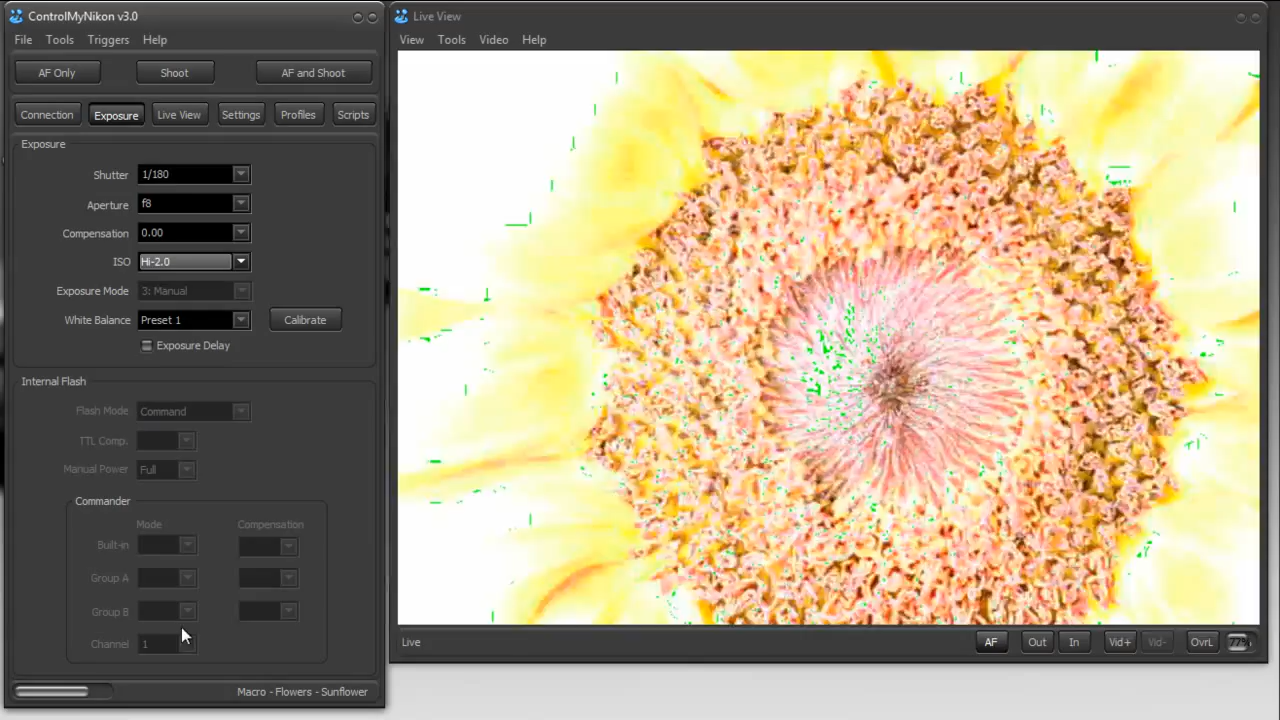 ControlMyNikon v3.0
File Tools Triggers Help
AF Only Shoot AF and Shoot
Connection Exposure Live View Settings Profiles Scripts
Exposure
Shutter 1/180
Aperture f8
Compensation 0.00
ISO Hi-2.0
Exposure Mode 3: Manual
White Balance Preset 1 Calibrate
Exposure Delay
Internal Flash
Flash Mode Command
TTL Comp.
Manual Power Full
Commander
Mode Compensation
Built-in
Group A
Group B
Channel 1
Macro - Flowers - Sunflower
Live View
View Tools Video Help
Live AF Out In Vid+ Vid- OvrL 77%